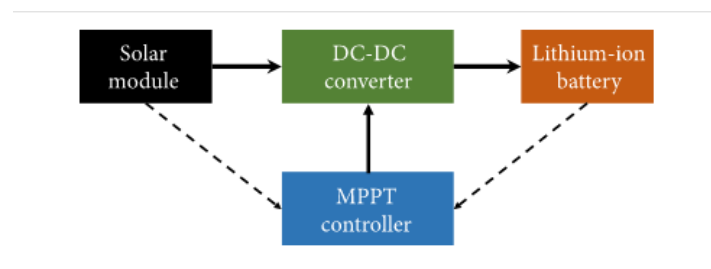 Solar
module
DC-DC
converter
Lithium-ion
battery
MPPT
controller